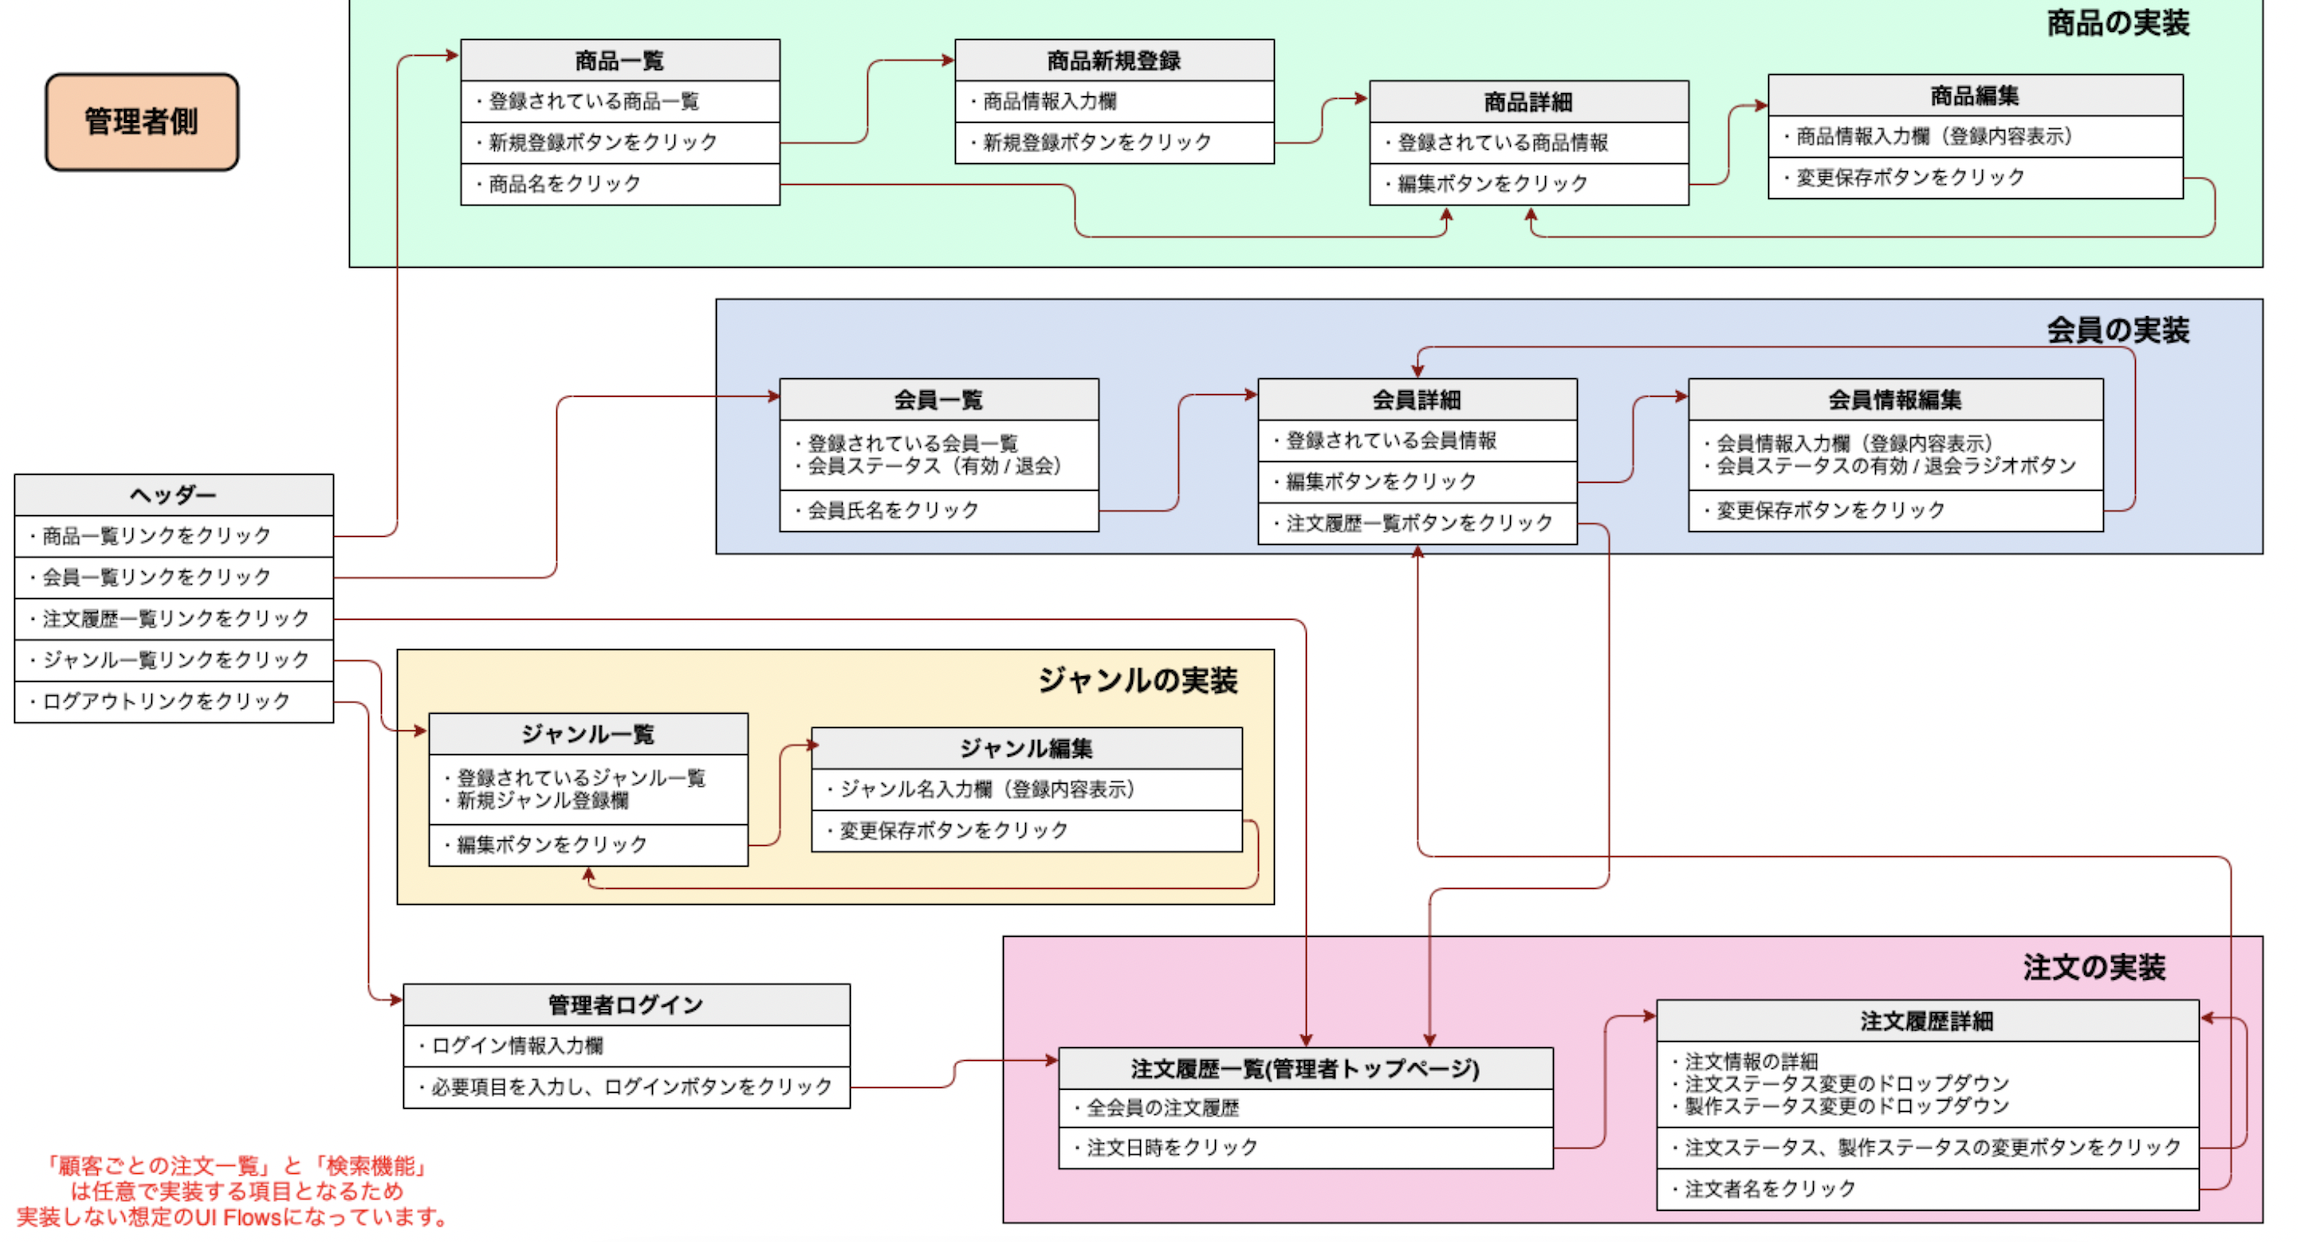 管理者側
商品の実装
商品一覧
・登録されている商品一覧
・新規登録ボタンをクリック
・商品名をクリック
商品新規登録
・商品情報入力欄
・新規登録ボタンをクリック
商品詳細
・登録されている商品情報
・編集ボタンをクリック
商品編集
・商品情報入力欄（登録内容表示）
・変更保存ボタンをクリック
会員の実装
会員一覧
・登録されている会員一覧
・会員ステータス（有効 / 退会）
・会員氏名をクリック
会員詳細
・登録されている会員情報
・編集ボタンをクリック
・注文履歴一覧ボタンをクリック
会員情報編集
・会員情報入力欄（登録内容表示）
・会員ステータスの有効 / 退会ラジオボタン
・変更保存ボタンをクリック
ヘッダー
・商品一覧リンクをクリック
・会員一覧リンクをクリック
・注文履歴一覧リンクをクリック
・ジャンル一覧リンクをクリック
・ログアウトリンクをクリック
ジャンルの実装
ジャンル一覧
・登録されているジャンル一覧
・新規ジャンル登録欄
・編集ボタンをクリック
ジャンル編集
・ジャンル名入力欄（登録内容表示）
・変更保存ボタンをクリック
管理者ログイン
・ログイン情報入力欄
・必要項目を入力し、ログインボタンをクリック
注文の実装
注文履歴一覧(管理者トップページ)
・全会員の注文履歴
・注文日時をクリック
注文履歴詳細
・注文情報の詳細
・注文ステータス変更のドロップダウン
・製作ステータス変更のドロップダウン
・注文ステータス、製作ステータスの変更ボタンをクリック
・注文者名をクリック
「顧客ごとの注文一覧」と「検索機能」
は任意で実装する項目となるため
実装しない想定のUI Flowsになっています。